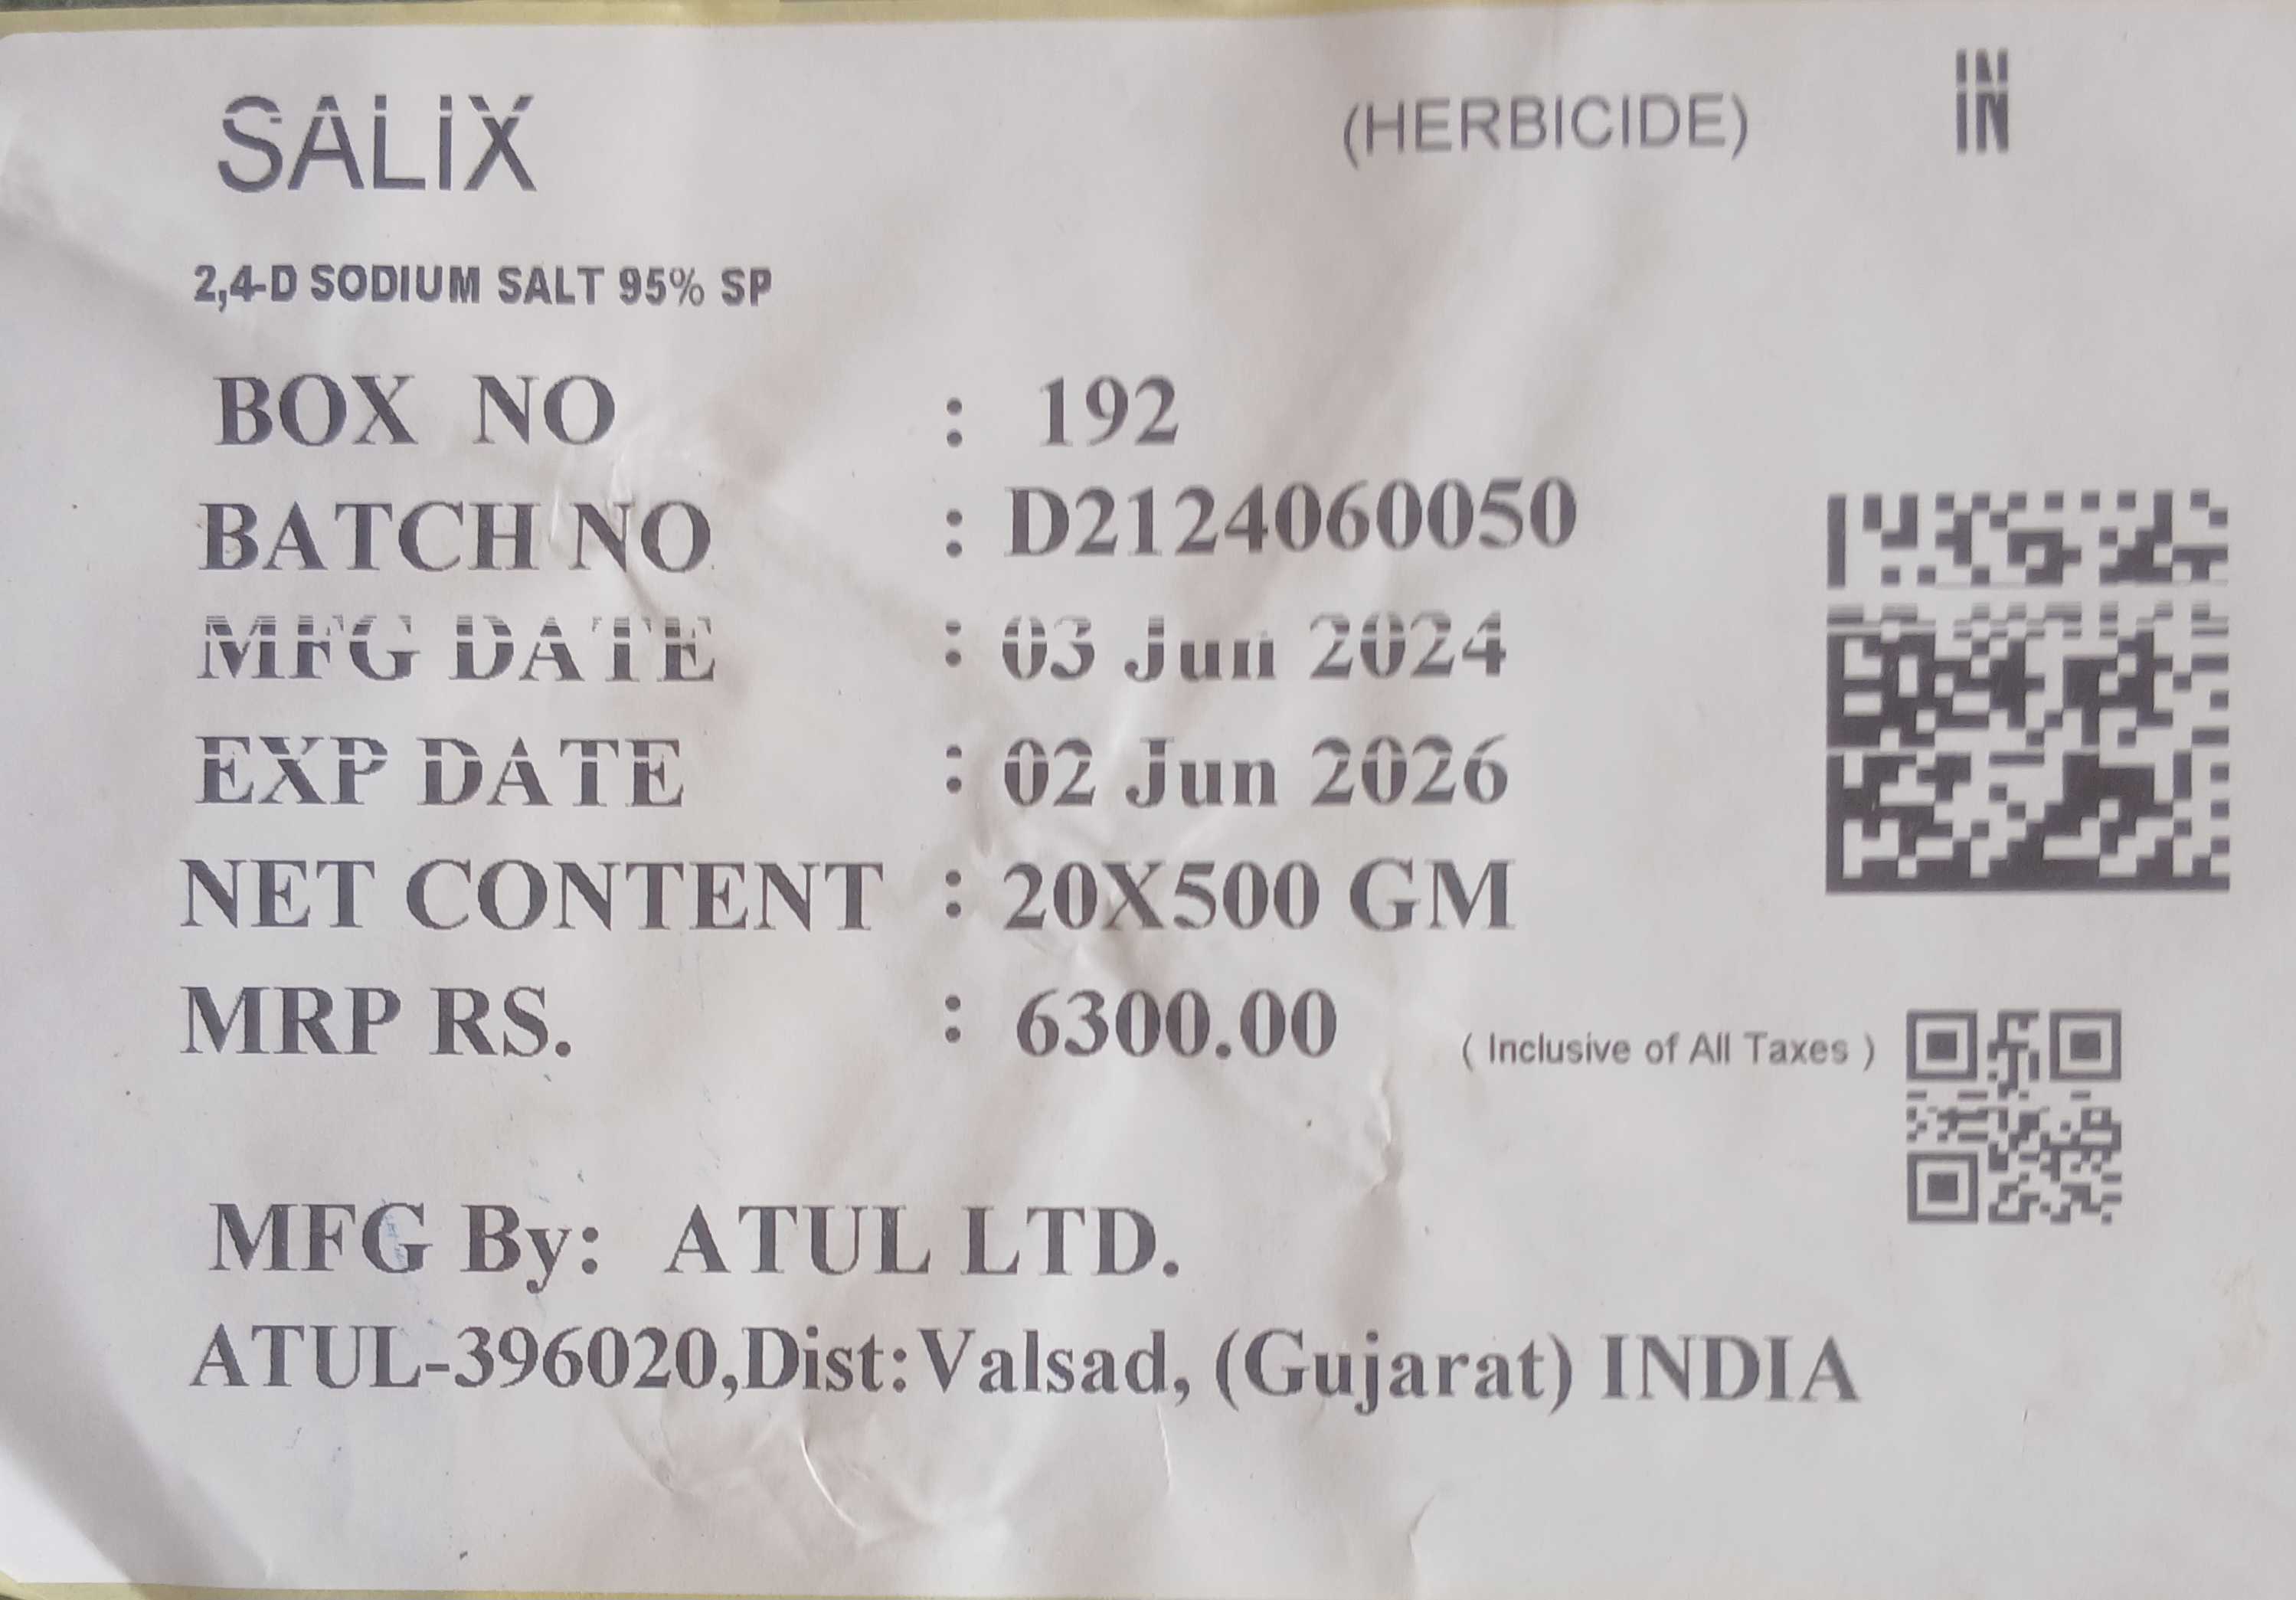 SALIX (HERBICIDE) IN
2,4-D SODIUM SALT 95% SP
BOX NO : 192
BATCH NO : D2124060050
MFG DATE : 03 Jun 2024
EXP DATE : 02 Jun 2026
NET CONTENT : 20X500 GM
MRP RS. : 6300.00 ( Inclusive of All Taxes )
MFG By: ATUL LTD.
ATUL-396020,Dist:Valsad, (Gujarat) INDIA